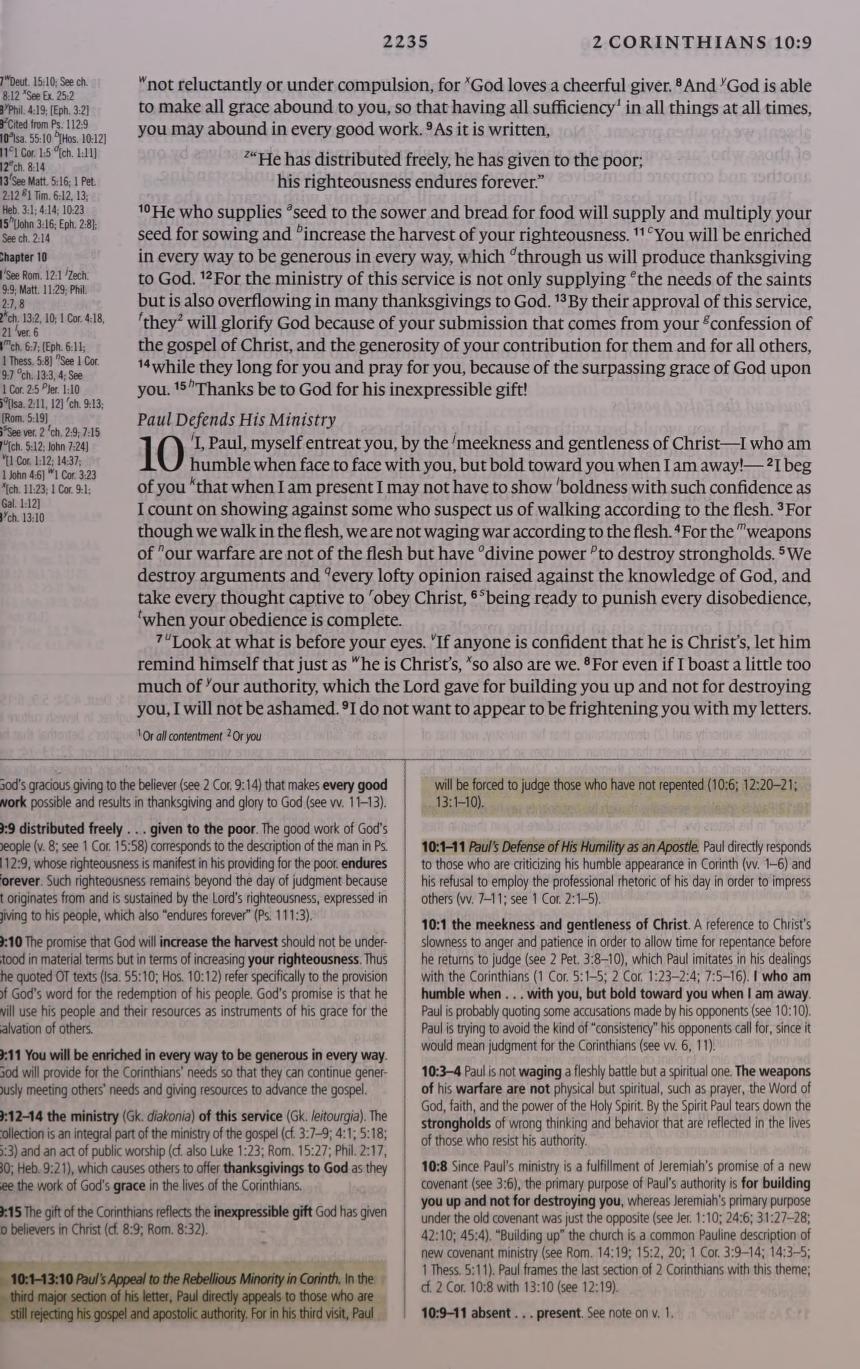 2235
2 CORINTHIANS 10:9
7ʷDeut. 15:10; See ch.
8:12 ˣSee Ex. 25:2
8ʸPhil. 4:19; [Eph. 3:2]
9ᶻCited from Ps. 112:9
10ᵃIsa. 55:10 ᵇ[Hos. 10:12]
11ᶜ1 Cor. 1:5 ᵈ[ch. 1:11]
12ᵉch. 8:14
13ᶠSee Matt. 5:16; 1 Pet.
2:12 ᵍ1 Tim. 6:12, 13;
Heb. 3:1; 4:14; 10:23
15ʰ[John 3:16; Eph. 2:8];
See ch. 2:14
Chapter 10
1ⁱSee Rom. 12:1 ʲZech.
9:9; Matt. 11:29; Phil.
2:7, 8
2ᵏch. 13:2, 10; 1 Cor. 4:18,
21 ˡver. 6
4ᵐch. 6:7; [Eph. 6:11;
1 Thess. 5:8] ⁿSee 1 Cor.
9:7 ᵒch. 13:3, 4; See
1 Cor. 2:5 ᵖJer. 1:10
5𐞥[Isa. 2:11, 12] ʳch. 9:13;
[Rom. 5:19]
6ˢSee ver. 2 ᵗch. 2:9; 7:15
7ᵘ[ch. 5:12; John 7:24]
ᵛ[1 Cor. 1:12; 14:37;
1 John 4:6] ʷ1 Cor. 3:23
ˣ[ch. 11:23; 1 Cor. 9:1;
Gal. 1:12]
8ʸch. 13:10
ʷnot reluctantly or under compulsion, for ˣGod loves a cheerful giver. ⁸And ʸGod is able
to make all grace abound to you, so that having all sufficiency¹ in all things at all times,
you may abound in every good work. ⁹As it is written,
ᶻ“He has distributed freely, he has given to the poor;
his righteousness endures forever.”
¹⁰He who supplies ᵃseed to the sower and bread for food will supply and multiply your
seed for sowing and ᵇincrease the harvest of your righteousness. ¹¹ᶜYou will be enriched
in every way to be generous in every way, which ᵈthrough us will produce thanksgiving
to God. ¹²For the ministry of this service is not only supplying ᵉthe needs of the saints
but is also overflowing in many thanksgivings to God. ¹³By their approval of this service,
ᶠthey² will glorify God because of your submission that comes from your ᵍconfession of
the gospel of Christ, and the generosity of your contribution for them and for all others,
¹⁴while they long for you and pray for you, because of the surpassing grace of God upon
you. ¹⁵ʰThanks be to God for his inexpressible gift!
Paul Defends His Ministry
10 ⁱI, Paul, myself entreat you, by the ʲmeekness and gentleness of Christ—I who am
humble when face to face with you, but bold toward you when I am away!— ²I beg
of you ᵏthat when I am present I may not have to show ˡboldness with such confidence as
I count on showing against some who suspect us of walking according to the flesh. ³For
though we walk in the flesh, we are not waging war according to the flesh. ⁴For the ᵐweapons
of ⁿour warfare are not of the flesh but have ᵒdivine power ᵖto destroy strongholds. ⁵We
destroy arguments and 𐞥every lofty opinion raised against the knowledge of God, and
take every thought captive to ʳobey Christ, ⁶ˢbeing ready to punish every disobedience,
ᵗwhen your obedience is complete.
⁷ᵘLook at what is before your eyes. ᵛIf anyone is confident that he is Christ’s, let him
remind himself that just as ʷhe is Christ’s, ˣso also are we. ⁸For even if I boast a little too
much of ʸour authority, which the Lord gave for building you up and not for destroying
you, I will not be ashamed. ⁹I do not want to appear to be frightening you with my letters.
¹Or all contentment ²Or you
God’s gracious giving to the believer (see 2 Cor. 9:14) that makes every good
work possible and results in thanksgiving and glory to God (see vv. 11–13).
9:9 distributed freely . . . given to the poor. The good work of God’s
people (v. 8; see 1 Cor. 15:58) corresponds to the description of the man in Ps.
112:9, whose righteousness is manifest in his providing for the poor. endures
forever. Such righteousness remains beyond the day of judgment because
it originates from and is sustained by the Lord’s righteousness, expressed in
giving to his people, which also “endures forever” (Ps. 111:3).
9:10 The promise that God will increase the harvest should not be under-
stood in material terms but in terms of increasing your righteousness. Thus
the quoted OT texts (Isa. 55:10; Hos. 10:12) refer specifically to the provision
of God’s word for the redemption of his people. God’s promise is that he
will use his people and their resources as instruments of his grace for the
salvation of others.
9:11 You will be enriched in every way to be generous in every way.
God will provide for the Corinthians’ needs so that they can continue gener-
ously meeting others’ needs and giving resources to advance the gospel.
9:12–14 the ministry (Gk. diakonia) of this service (Gk. leitourgia). The
collection is an integral part of the ministry of the gospel (cf. 3:7–9; 4:1; 5:18;
6:3) and an act of public worship (cf. also Luke 1:23; Rom. 15:27; Phil. 2:17,
30; Heb. 9:21), which causes others to offer thanksgivings to God as they
see the work of God’s grace in the lives of the Corinthians.
9:15 The gift of the Corinthians reflects the inexpressible gift God has given
to believers in Christ (cf. 8:9; Rom. 8:32).
10:1–13:10 Paul’s Appeal to the Rebellious Minority in Corinth. In the
third major section of his letter, Paul directly appeals to those who are
still rejecting his gospel and apostolic authority. For in his third visit, Paul
will be forced to judge those who have not repented (10:6; 12:20–21;
13:1–10).
10:1–11 Paul’s Defense of His Humility as an Apostle. Paul directly responds
to those who are criticizing his humble appearance in Corinth (vv. 1–6) and
his refusal to employ the professional rhetoric of his day in order to impress
others (vv. 7–11; see 1 Cor. 2:1–5).
10:1 the meekness and gentleness of Christ. A reference to Christ’s
slowness to anger and patience in order to allow time for repentance before
he returns to judge (see 2 Pet. 3:8–10), which Paul imitates in his dealings
with the Corinthians (1 Cor. 5:1–5; 2 Cor. 1:23–2:4; 7:5–16). I who am
humble when . . . with you, but bold toward you when I am away.
Paul is probably quoting some accusations made by his opponents (see 10:10).
Paul is trying to avoid the kind of “consistency” his opponents call for, since it
would mean judgment for the Corinthians (see vv. 6, 11).
10:3–4 Paul is not waging a fleshly battle but a spiritual one. The weapons
of his warfare are not physical but spiritual, such as prayer, the Word of
God, faith, and the power of the Holy Spirit. By the Spirit Paul tears down the
strongholds of wrong thinking and behavior that are reflected in the lives
of those who resist his authority.
10:8 Since Paul’s ministry is a fulfillment of Jeremiah’s promise of a new
covenant (see 3:6), the primary purpose of Paul’s authority is for building
you up and not for destroying you, whereas Jeremiah’s primary purpose
under the old covenant was just the opposite (see Jer. 1:10; 24:6; 31:27–28;
42:10; 45:4). “Building up” the church is a common Pauline description of
new covenant ministry (see Rom. 14:19; 15:2, 20; 1 Cor. 3:9–14; 14:3–5;
1 Thess. 5:11). Paul frames the last section of 2 Corinthians with this theme;
cf. 2 Cor. 10:8 with 13:10 (see 12:19).
10:9–11 absent . . . present. See note on v. 1.